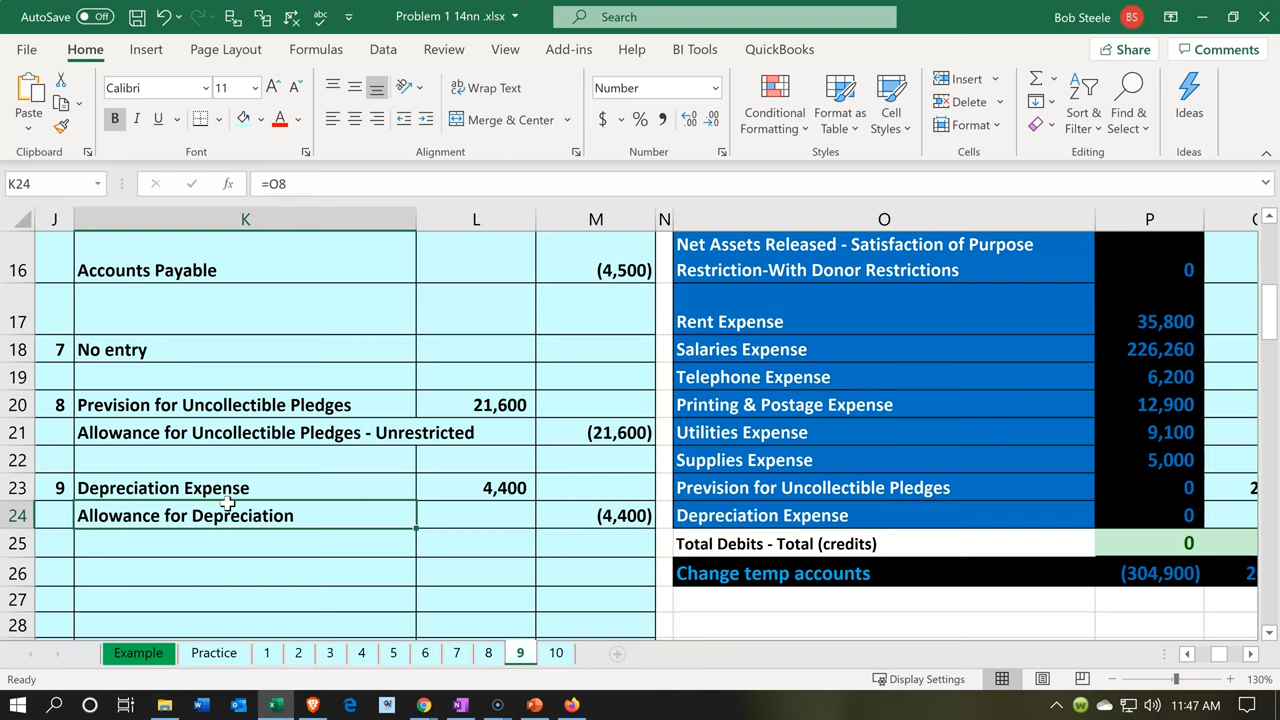 AutoSave Off Problem 1 14nn .xlsx Search Bob Steele BS
File Home Insert Page Layout Formulas Data Review View Add-ins Help BI Tools QuickBooks Share Comments
Calibri 11 Wrap Text Number Insert
Paste Conditional Format as Cell Delete Sort & Find & Ideas
B I U Merge & Center $ % Formatting Table Styles Format Filter Select
Clipboard Font Alignment Number Styles Cells Editing Ideas
K24 fx =O8
J K L M N O P
16 Accounts Payable (4,500) Net Assets Released - Satisfaction of Purpose
Restriction-With Donor Restrictions 0
17 Rent Expense 35,800
18 7 No entry Salaries Expense 226,260
19 Telephone Expense 6,200
20 8 Prevision for Uncollectible Pledges 21,600 Printing & Postage Expense 12,900
21 Allowance for Uncollectible Pledges - Unrestricted (21,600) Utilities Expense 9,100
22 Supplies Expense 5,000
23 9 Depreciation Expense 4,400 Prevision for Uncollectible Pledges 0 2
24 Allowance for Depreciation (4,400) Depreciation Expense 0
25 Total Debits - Total (credits) 0
26 Change temp accounts (304,900) 2
27
28
Example Practice 1 2 3 4 5 6 7 8 9 10
Ready Display Settings 130%
11:47 AM